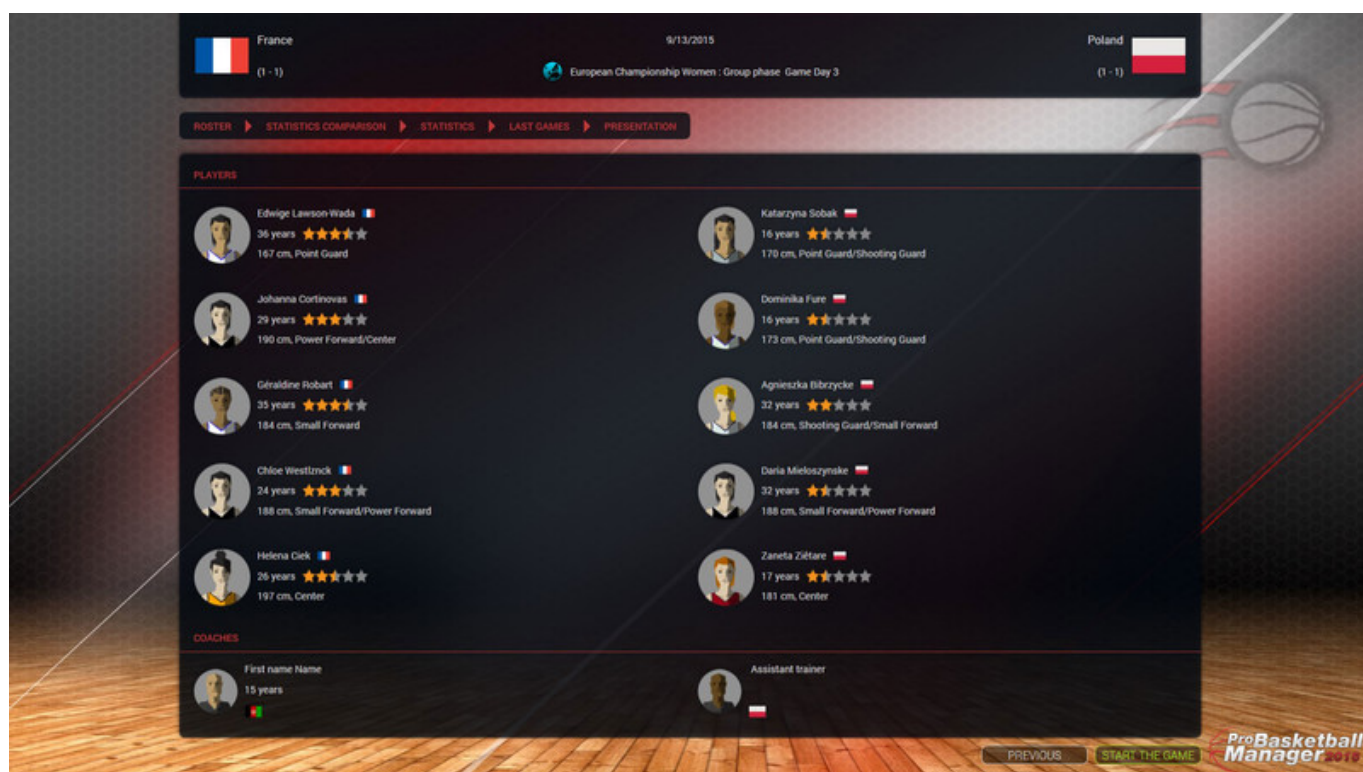 France
9/13/2015
Poland
(1 - 1)
European Championship Women : Group phase Game Day 3
(1 - 1)
ROSTER STATISTICS COMPARISON STATISTICS LAST GAMES PRESENTATION
PLAYERS
Edwige Lawson-Wada
36 years
167 cm, Point Guard
Katarzyna Sobak
16 years
170 cm, Point Guard/Shooting Guard
Johanna Cortinovas
29 years
190 cm, Power Forward/Center
Dominika Fure
16 years
173 cm, Point Guard/Shooting Guard
Géraldine Robart
35 years
184 cm, Small Forward
Agnieszka Bibrzycke
32 years
184 cm, Shooting Guard/Small Forward
Chloe Westlznck
24 years
188 cm, Small Forward/Power Forward
Daria Mieloszynske
32 years
188 cm, Small Forward/Power Forward
Helena Ciek
26 years
197 cm, Center
Zaneta Ziétare
17 years
181 cm, Center
COACHES
First name Name
15 years
Assistant trainer
PREVIOUS
START THE GAME
ProBasketball
Manager 2016